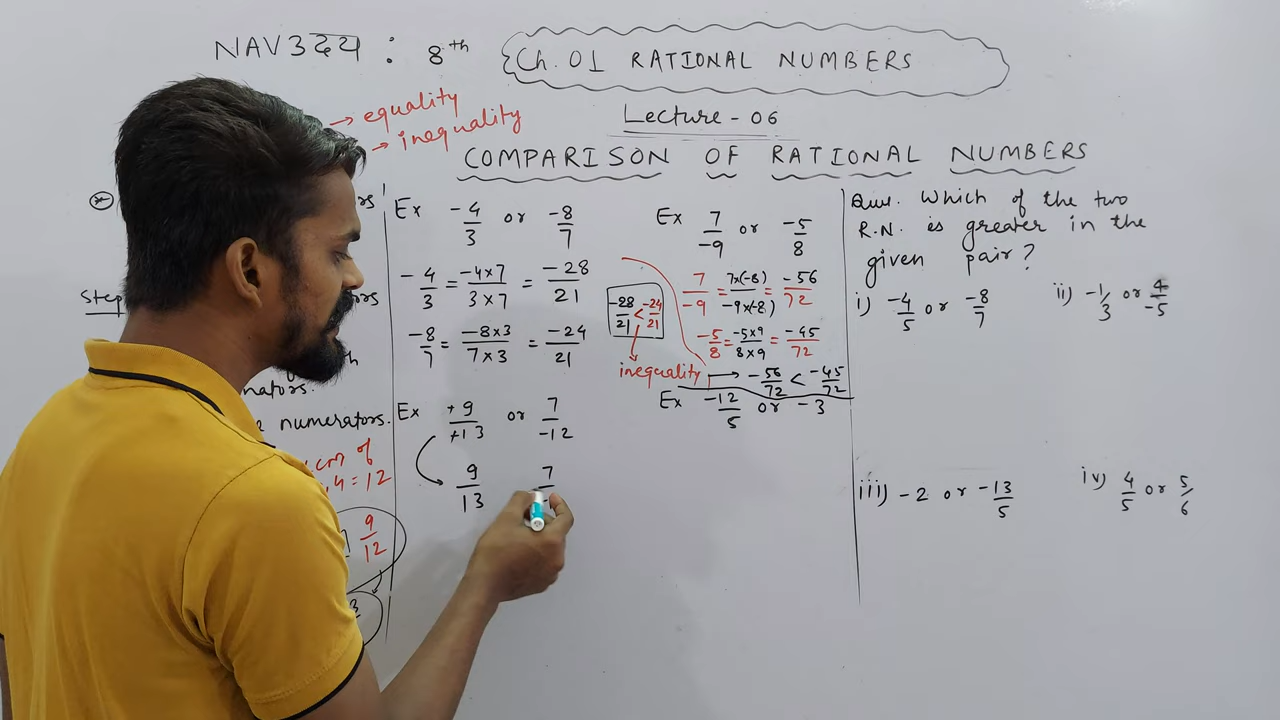 NAV3ਟੋਟ : 8th
Ch. 01 RATIONAL NUMBERS
→ equality
→ inequality
Lecture - 06
COMPARISON OF RATIONAL NUMBERS
Step
nators.
numerators.
lcm of
, 4 = 12
9/12
Ex -4/3 or -8/7
-4/3 = -4×7/3×7 = -28/21
-8/7 = -8×3/7×3 = -24/21
-28/21 < -24/21
inequality
Ex +9/+13 or 7/-12
9/13 7/-
Ex 7/-9 or -5/8
7/-9 = 7×(-8)/-9×(-8) = -56/72
-5/8 = -5×9/8×9 = -45/72
→ -56/72 < -45/72
Ex -12/5 or -3
Ques. Which of the two
R.N. is greater in the
given pair?
i) -4/5 or -8/7 ii) -1/3 or 4/-5
iii) -2 or -13/5 iv) 4/5 or 5/6